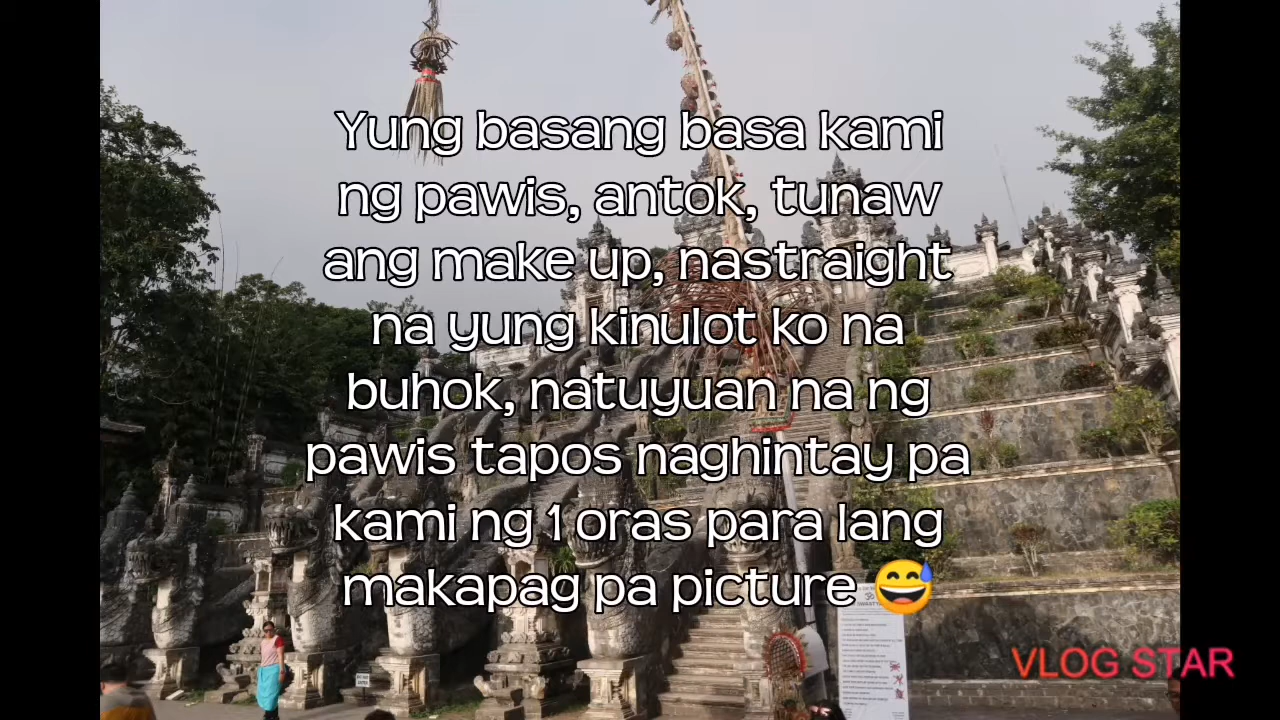 Yung basang basa kami
ng pawis, antok, tunaw
ang make up, nastraight
na yung kinulot ko na
buhok, natuyuan na ng
pawis tapos naghintay pa
kami ng 1 oras para lang
makapag pa picture 😅
VLOG STAR